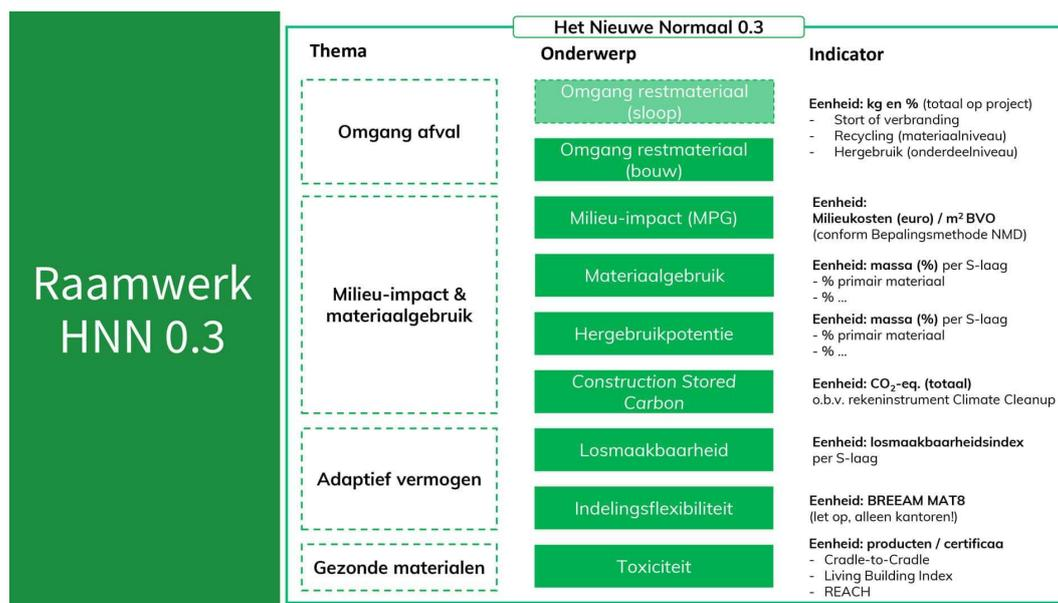 Raamwerk
HNN 0.3
Het Nieuwe Normaal 0.3
Thema
Onderwerp
Indicator
Omgang afval
Omgang restmateriaal
(sloop)
Omgang restmateriaal
(bouw)
Eenheid: kg en % (totaal op project)
- Stort of verbranding
- Recycling (materiaalniveau)
- Hergebruik (onderdeelniveau)
Milieu-impact &
materiaalgebruik
Milieu-impact (MPG)
Eenheid:
Milieukosten (euro) / m² BVO
(conform Bepalingsmethode NMD)
Materiaalgebruik
Eenheid: massa (%) per S-laag
- % primair materiaal
- % ...
Hergebruikpotentie
Eenheid: massa (%) per S-laag
- % primair materiaal
- % ...
Construction Stored
Carbon
Eenheid: CO₂-eq. (totaal)
o.b.v. rekeninstrument Climate Cleanup
Adaptief vermogen
Losmaakbaarheid
Eenheid: losmaakbaarheidsindex
per S-laag
Indelingsflexibiliteit
Eenheid: BREEAM MAT8
(let op, alleen kantoren!)
Gezonde materialen
Toxiciteit
Eenheid: producten / certificaa
- Cradle-to-Cradle
- Living Building Index
- REACH